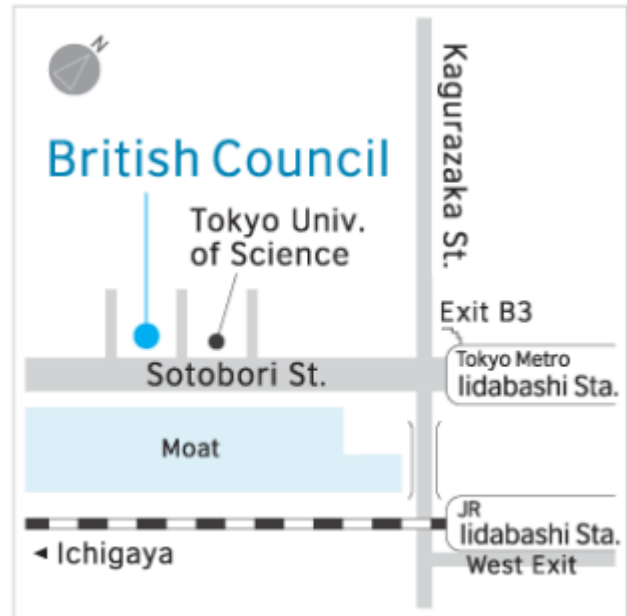 N
British Council
Tokyo Univ.
of Science
Kagurazaka St.
Exit B3
Tokyo Metro
Iidabashi Sta.
Sotobori St.
Moat
JR
Iidabashi Sta.
West Exit
Ichigaya